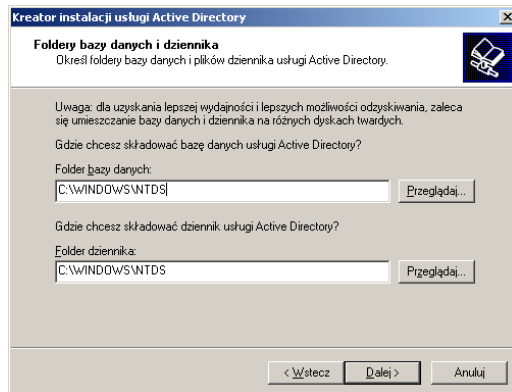 Kreator instalacji usługi Active Directory
Foldery bazy danych i dziennika
Określ foldery bazy danych i plików dziennika usługi Active Directory.
Uwaga: dla uzyskania lepszej wydajności i lepszych możliwości odzyskiwania, zaleca
się umieszczanie bazy danych i dziennika na różnych dyskach twardych.
Gdzie chcesz składować bazę danych usługi Active Directory?
Folder bazy danych:
C:\WINDOWS\NTDS
Przeglądaj...
Gdzie chcesz składować dziennik usługi Active Directory?
Folder dziennika:
C:\WINDOWS\NTDS
Przeglądaj...
< Wstecz
Dalej >
Anuluj